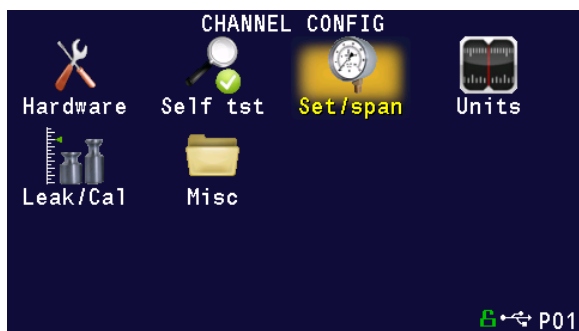 CHANNEL CONFIG
Hardware Self tst Set/span Units
Leak/Cal Misc
P01